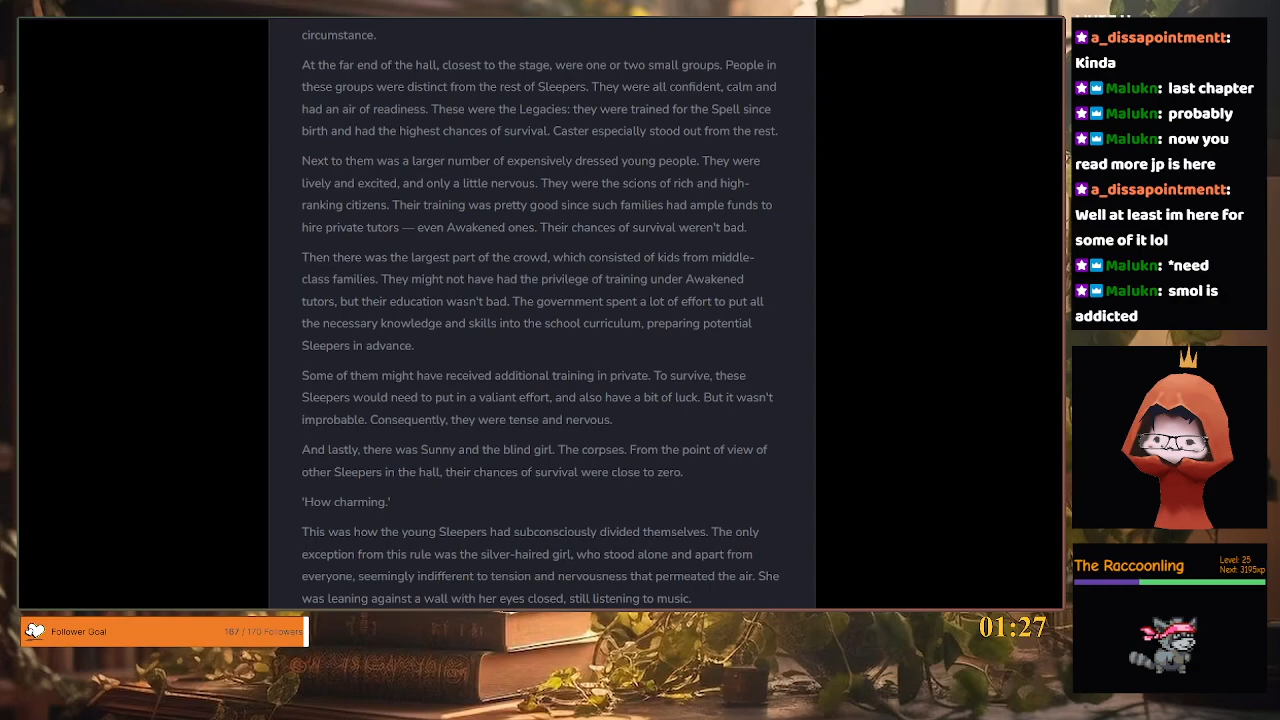 circumstance.
At the far end of the hall, closest to the stage, were one or two small groups. People in
these groups were distinct from the rest of Sleepers. They were all confident, calm and
had an air of readiness. These were the Legacies: they were trained for the Spell since
birth and had the highest chances of survival. Caster especially stood out from the rest.
Next to them was a larger number of expensively dressed young people. They were
lively and excited, and only a little nervous. They were the scions of rich and high-
ranking citizens. Their training was pretty good since such families had ample funds to
hire private tutors — even Awakened ones. Their chances of survival weren't bad.
Then there was the largest part of the crowd, which consisted of kids from middle-
class families. They might not have had the privilege of training under Awakened
tutors, but their education wasn't bad. The government spent a lot of effort to put all
the necessary knowledge and skills into the school curriculum, preparing potential
Sleepers in advance.
Some of them might have received additional training in private. To survive, these
Sleepers would need to put in a valiant effort, and also have a bit of luck. But it wasn't
improbable. Consequently, they were tense and nervous.
And lastly, there was Sunny and the blind girl. The corpses. From the point of view of
other Sleepers in the hall, their chances of survival were close to zero.
'How charming.'
This was how the young Sleepers had subconsciously divided themselves. The only
exception from this rule was the silver-haired girl, who stood alone and apart from
everyone, seemingly indifferent to tension and nervousness that permeated the air. She
was leaning against a wall with her eyes closed, still listening to music.
a_dissapointmentt:
Kinda
Malukn: last chapter
Malukn: probably
Malukn: now you
read more jp is here
a_dissapointmentt:
Well at least im here for
some of it lol
Malukn: *need
Malukn: smol is
addicted
The Raccoonling
Level: 25
Next: 3195xp
Follower Goal
167 / 170 Followers
01:27